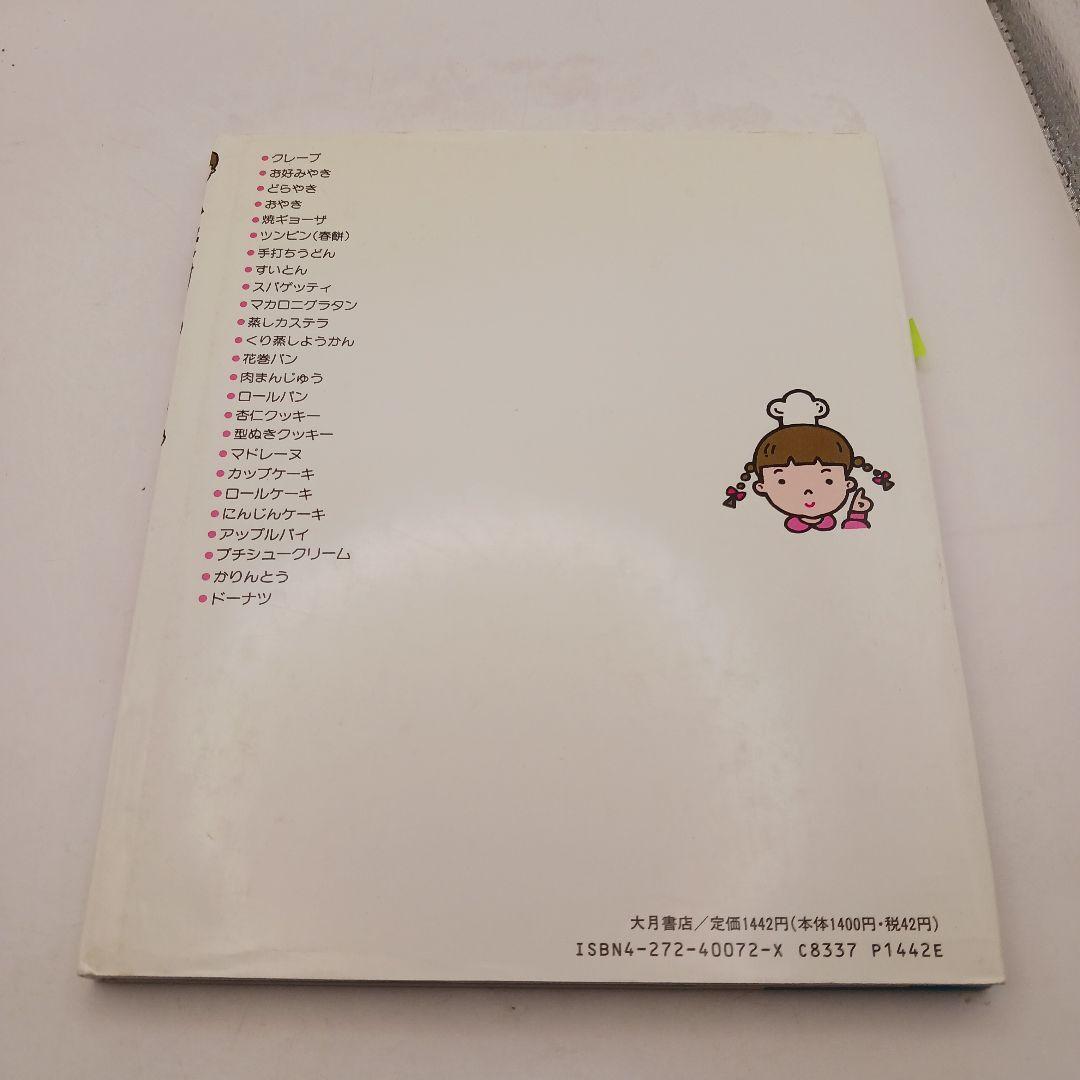 ●クレープ
●お好みやき
●どらやき
●おやき
●焼ギョーザ
●ツンビン(春餅)
●手打ちうどん
●すいとん
●スパゲッティ
●マカロニグラタン
●蒸しカステラ
●くり蒸しようかん
●花巻パン
●肉まんじゅう
●ロールパン
●杏仁クッキー
●型ぬきクッキー
●マドレーヌ
●カップケーキ
●ロールケーキ
●にんじんケーキ
●アップルパイ
●プチシュークリーム
●かりんとう
●ドーナツ
大月書店/定価1442円(本体1400円・税42円)
ISBN4-272-40072-X C8337 P1442E